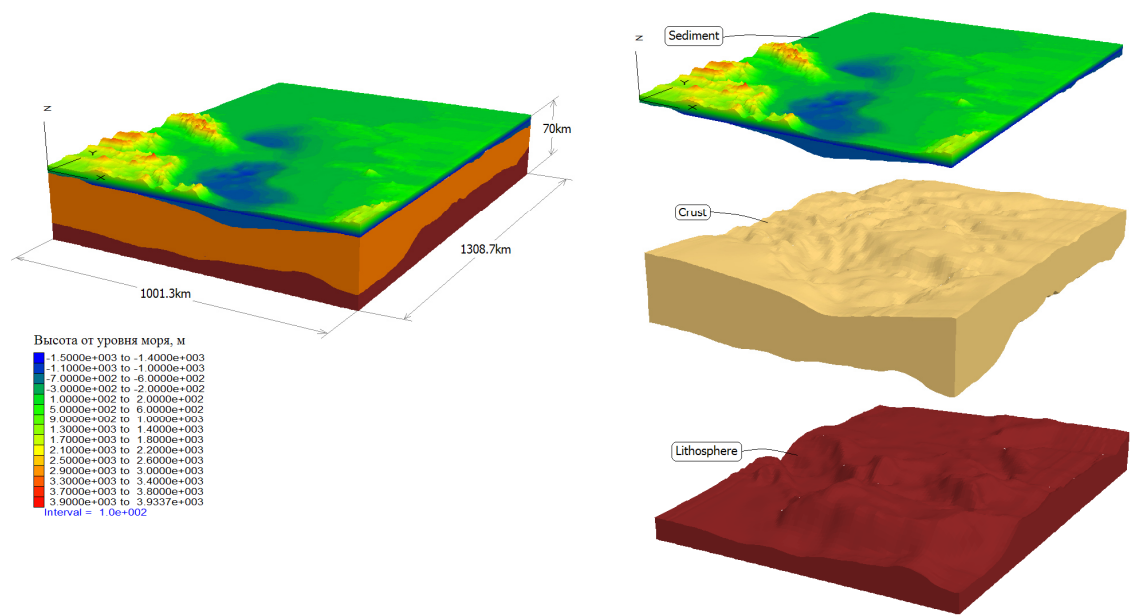 Z
Y
X
70km
1308.7km
1001.3km
Высота от уровня моря, м
-1.5000e+003 to -1.4000e+003
-1.1000e+003 to -1.0000e+003
-7.0000e+002 to -6.0000e+002
-3.0000e+002 to -2.0000e+002
1.0000e+002 to 2.0000e+002
5.0000e+002 to 6.0000e+002
9.0000e+002 to 1.0000e+003
1.3000e+003 to 1.4000e+003
1.7000e+003 to 1.8000e+003
2.1000e+003 to 2.2000e+003
2.5000e+003 to 2.6000e+003
2.9000e+003 to 3.0000e+003
3.3000e+003 to 3.4000e+003
3.7000e+003 to 3.8000e+003
3.9000e+003 to 3.9337e+003
Interval = 1.0e+002
Sediment
Z
Y
X
Crust
Lithosphere